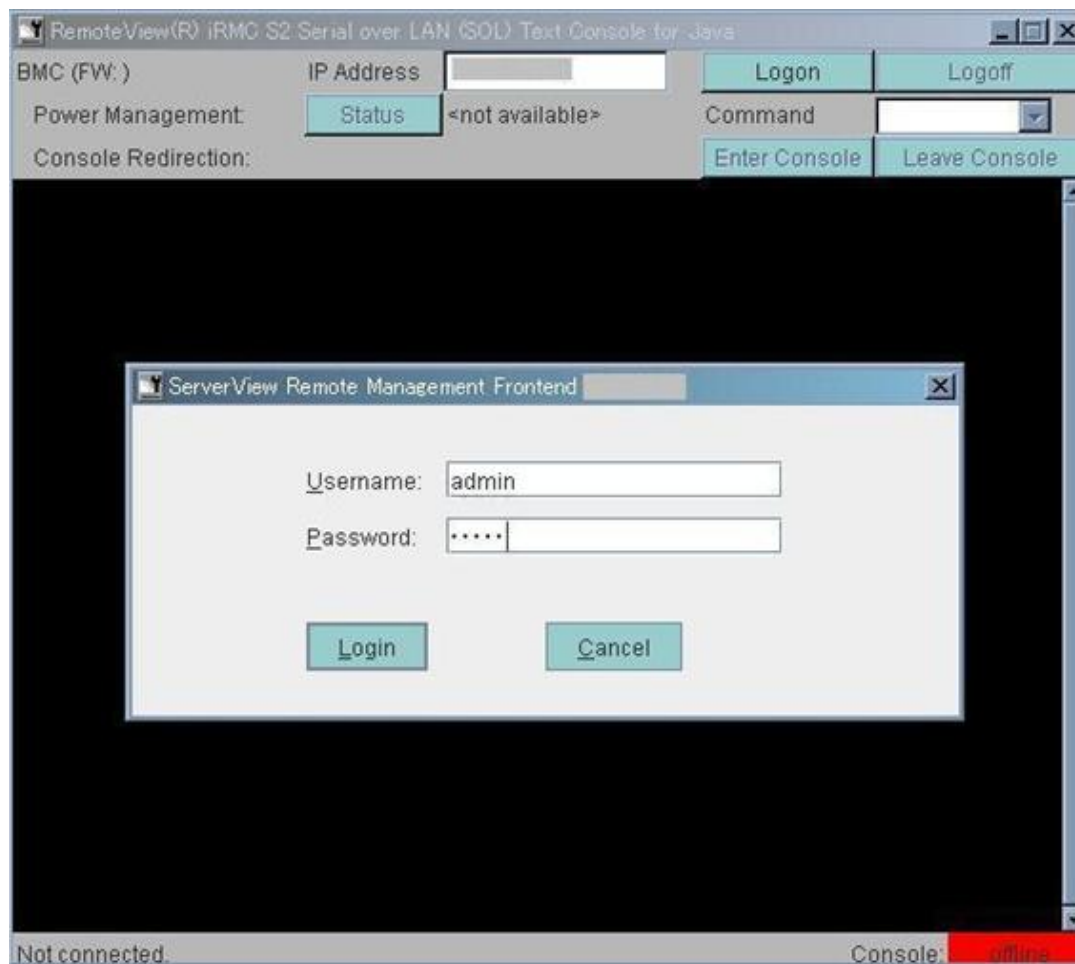 RemoteView(R) iRMC S2 Serial over LAN (SOL) Text Console for Java
BMC (FW: ) IP Address Logon Logoff
Power Management: Status <not available> Command
Console Redirection: Enter Console Leave Console
ServerView Remote Management Frontend
Username: admin
Password: •••••
Login Cancel
Not connected. Console: offline